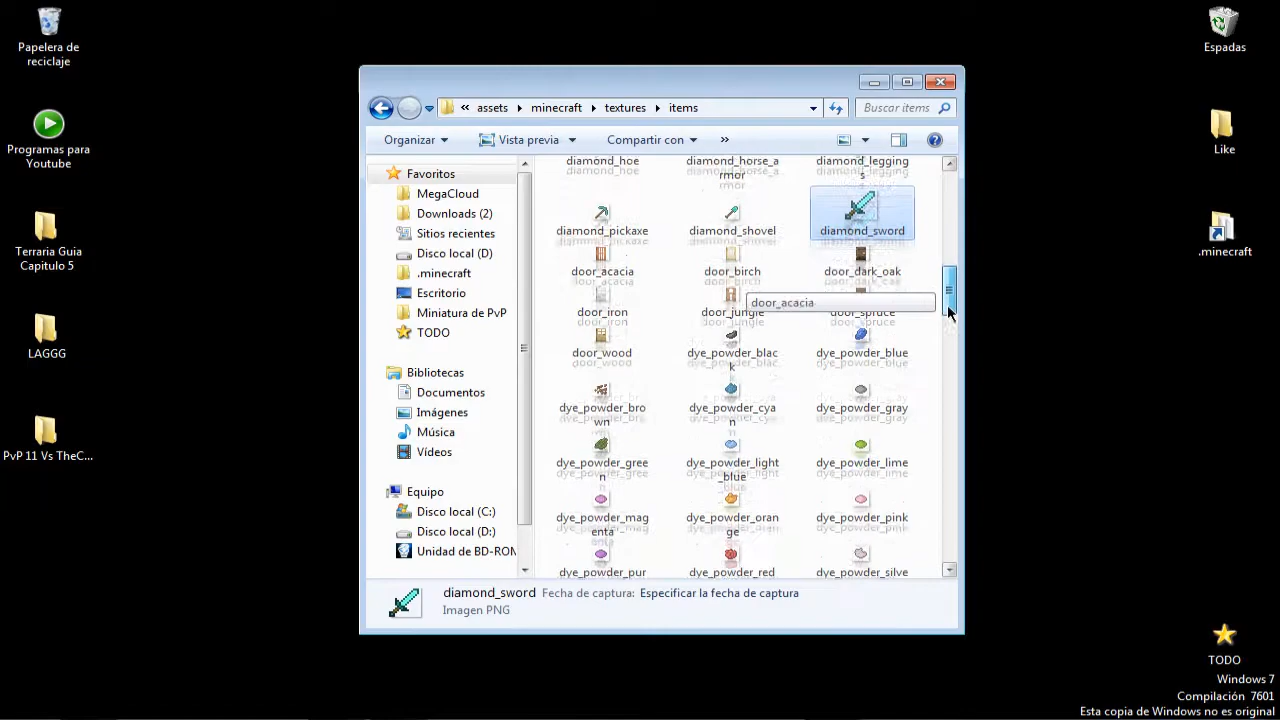 Papelera de
reciclaje
Programas para
Youtube
Terraria Guia
Capitulo 5
LAGGG
PvP 11 Vs TheC...
Espadas
Like
.minecraft
TODO
Windows 7
Compilación 7601
Esta copia de Windows no es original
« assets minecraft textures items
Buscar items
Organizar Vista previa Compartir con »
Favoritos
MegaCloud
Downloads (2)
Sitios recientes
Disco local (D)
.minecraft
Escritorio
Miniatura de PvP
TODO
Bibliotecas
Documentos
Imágenes
Música
Vídeos
Equipo
Disco local (C:)
Disco local (D:)
Unidad de BD-RON
diamond_hoe diamond_horse_a diamond_legging
rmor s
diamond_pickaxe diamond_shovel diamond_sword
door_acacia door_birch door_dark_oak
door_acacia
door_iron door_jungle door_spruce
door_wood dye_powder_blac dye_powder_blue
k
dye_powder_bro dye_powder_cya dye_powder_gray
wn n
dye_powder_gree dye_powder_light dye_powder_lime
n _blue
dye_powder_mag dye_powder_oran dye_powder_pink
enta ge
dye_powder_pur dye_powder_red dye_powder_silve
diamond_sword Fecha de captura: Especificar la fecha de captura
Imagen PNG